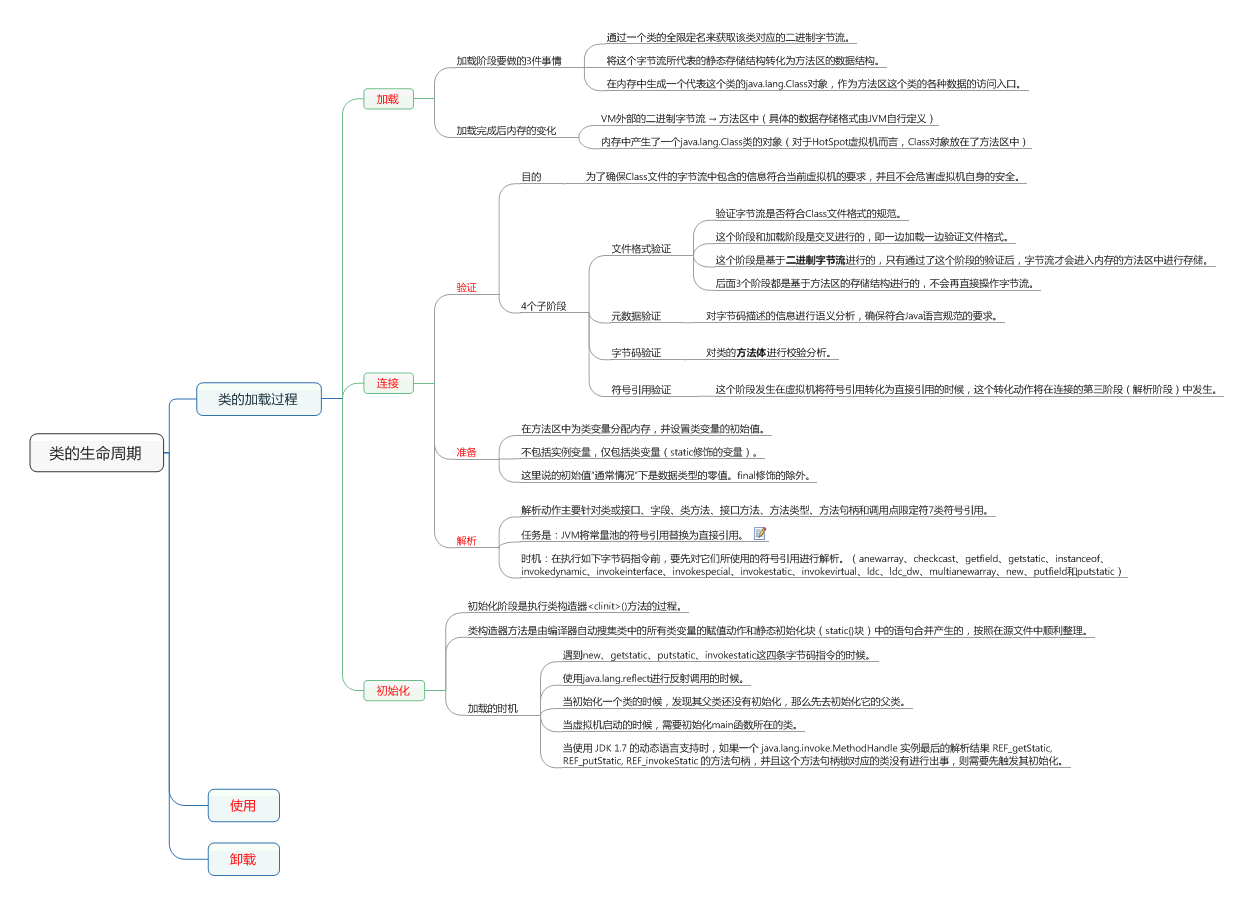 类的生命周期
类的加载过程
加载
加载阶段要做的3件事情
通过一个类的全限定名来获取该类对应的二进制字节流。
将这个字节流所代表的静态存储结构转化为方法区的数据结构。
在内存中生成一个代表这个类的java.lang.Class对象，作为方法区这个类的各种数据的访问入口。
加载完成后内存的变化
VM外部的二进制字节流 → 方法区中（具体的数据存储格式由JVM自行定义）
内存中产生了一个java.lang.Class类的对象（对于HotSpot虚拟机而言，Class对象放在了方法区中）
连接
验证
目的
为了确保Class文件的字节流中包含的信息符合当前虚拟机的要求，并且不会危害虚拟机自身的安全。
4个子阶段
文件格式验证
验证字节流是否符合Class文件格式的规范。
这个阶段和加载阶段是交叉进行的，即一边加载一边验证文件格式。
这个阶段是基于二进制字节流进行的，只有通过了这个阶段的验证后，字节流才会进入内存的方法区中进行存储。
后面3个阶段都是基于方法区的存储结构进行的，不会再直接操作字节流。
元数据验证
对字节码描述的信息进行语义分析，确保符合Java语言规范的要求。
字节码验证
对类的方法体进行校验分析。
符号引用验证
这个阶段发生在虚拟机将符号引用转化为直接引用的时候，这个转化动作将在连接的第三阶段（解析阶段）中发生。
准备
在方法区中为类变量分配内存，并设置类变量的初始值。
不包括实例变量，仅包括类变量（static修饰的变量）。
这里说的初始值"通常情况"下是数据类型的零值。final修饰的除外。
解析
解析动作主要针对类或接口、字段、类方法、接口方法、方法类型、方法句柄和调用点限定符7类符号引用。
任务是：JVM将常量池的符号引用替换为直接引用。
时机：在执行如下字节码指令前，要先对它们所使用的符号引用进行解析。（anewarray、checkcast、getfield、getstatic、instanceof、
invokedynamic、invokeinterface、invokespecial、invokestatic、invokevirtual、ldc、ldc_dw、multianewarray、new、putfield和putstatic）
初始化
初始化阶段是执行类构造器<clinit>()方法的过程。
类构造器方法是由编译器自动搜集类中的所有类变量的赋值动作和静态初始化块（static{}块）中的语句合并产生的，按照在源文件中顺利整理。
加载的时机
遇到new、getstatic、putstatic、invokestatic这四条字节码指令的时候。
使用java.lang.reflect进行反射调用的时候。
当初始化一个类的时候，发现其父类还没有初始化，那么先去初始化它的父类。
当虚拟机启动的时候，需要初始化main函数所在的类。
当使用 JDK 1.7 的动态语言支持时，如果一个 java.lang.invoke.MethodHandle 实例最后的解析结果 REF_getStatic,
REF_putStatic, REF_invokeStatic 的方法句柄，并且这个方法句柄锁对应的类没有进行出事，则需要先触发其初始化。
使用
卸载